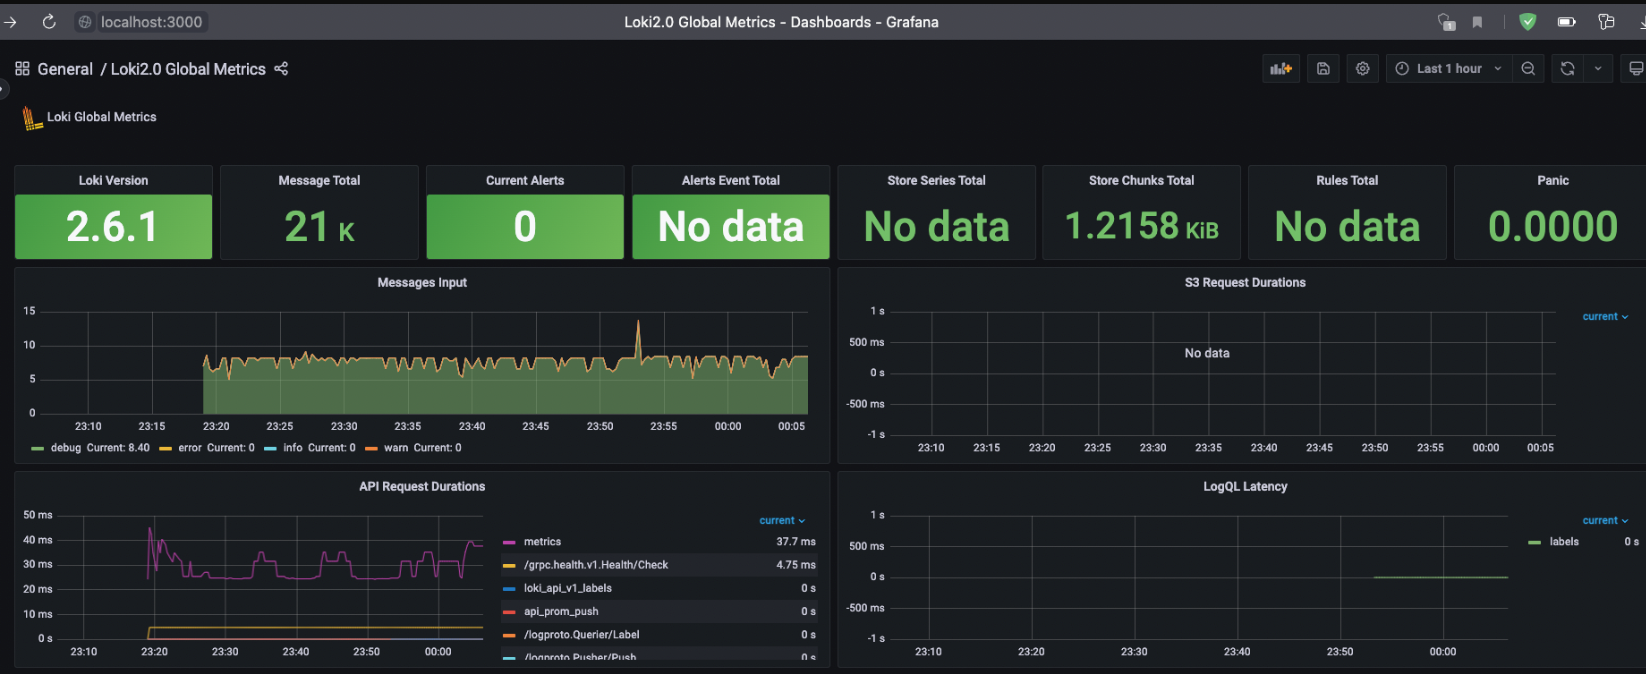 localhost:3000
Loki2.0 Global Metrics - Dashboards - Grafana
1
General / Loki2.0 Global Metrics
Last 1 hour
Loki Global Metrics
Loki Version
2.6.1
Message Total
21 K
Current Alerts
0
Alerts Event Total
No data
Store Series Total
No data
Store Chunks Total
1.2158 KiB
Rules Total
No data
Panic
0.0000
Messages Input
15
10
5
0
23:10 23:15 23:20 23:25 23:30 23:35 23:40 23:45 23:50 23:55 00:00 00:05
debug Current: 8.40 error Current: 0 info Current: 0 warn Current: 0
S3 Request Durations
current
1 s
500 ms
0 s
-500 ms
-1 s
No data
23:10 23:15 23:20 23:25 23:30 23:35 23:40 23:45 23:50 23:55 00:00 00:05
API Request Durations
50 ms
40 ms
30 ms
20 ms
10 ms
0 s
23:10 23:20 23:30 23:40 23:50 00:00
current
metrics 37.7 ms
/grpc.health.v1.Health/Check 4.75 ms
loki_api_v1_labels 0 s
api_prom_push 0 s
/logproto.Querier/Label 0 s
/logproto.Pusher/Push 0 s
LogQL Latency
1 s
500 ms
0 s
-500 ms
-1 s
23:10 23:20 23:30 23:40 23:50 00:00
current
labels 0 s